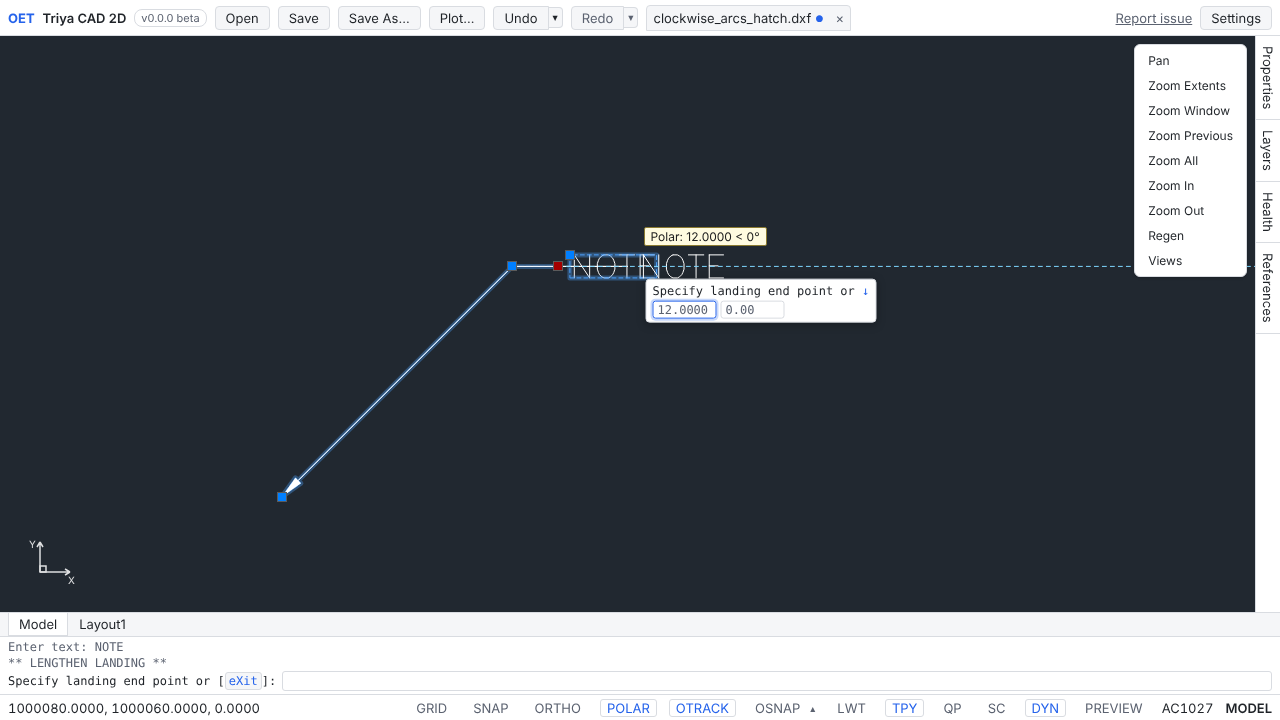 OET Triya CAD 2D v0.0.0 beta Open Save Save As... Plot... Undo ▾ Redo ▾ clockwise_arcs_hatch.dxf × Report issue Settings
Pan
Zoom Extents
Zoom Window
Zoom Previous
Zoom All
Zoom In
Zoom Out
Regen
Views
Properties
Layers
Health
References
Polar: 12.0000 < 0°
NOTE
Specify landing end point or ↓
12.0000 0.00
Y
X
Model Layout1
Enter text: NOTE
** LENGTHEN LANDING **
Specify landing end point or [eXit]:
1000080.0000, 1000060.0000, 0.0000 GRID SNAP ORTHO POLAR OTRACK OSNAP ▲ LWT TPY QP SC DYN PREVIEW AC1027 MODEL